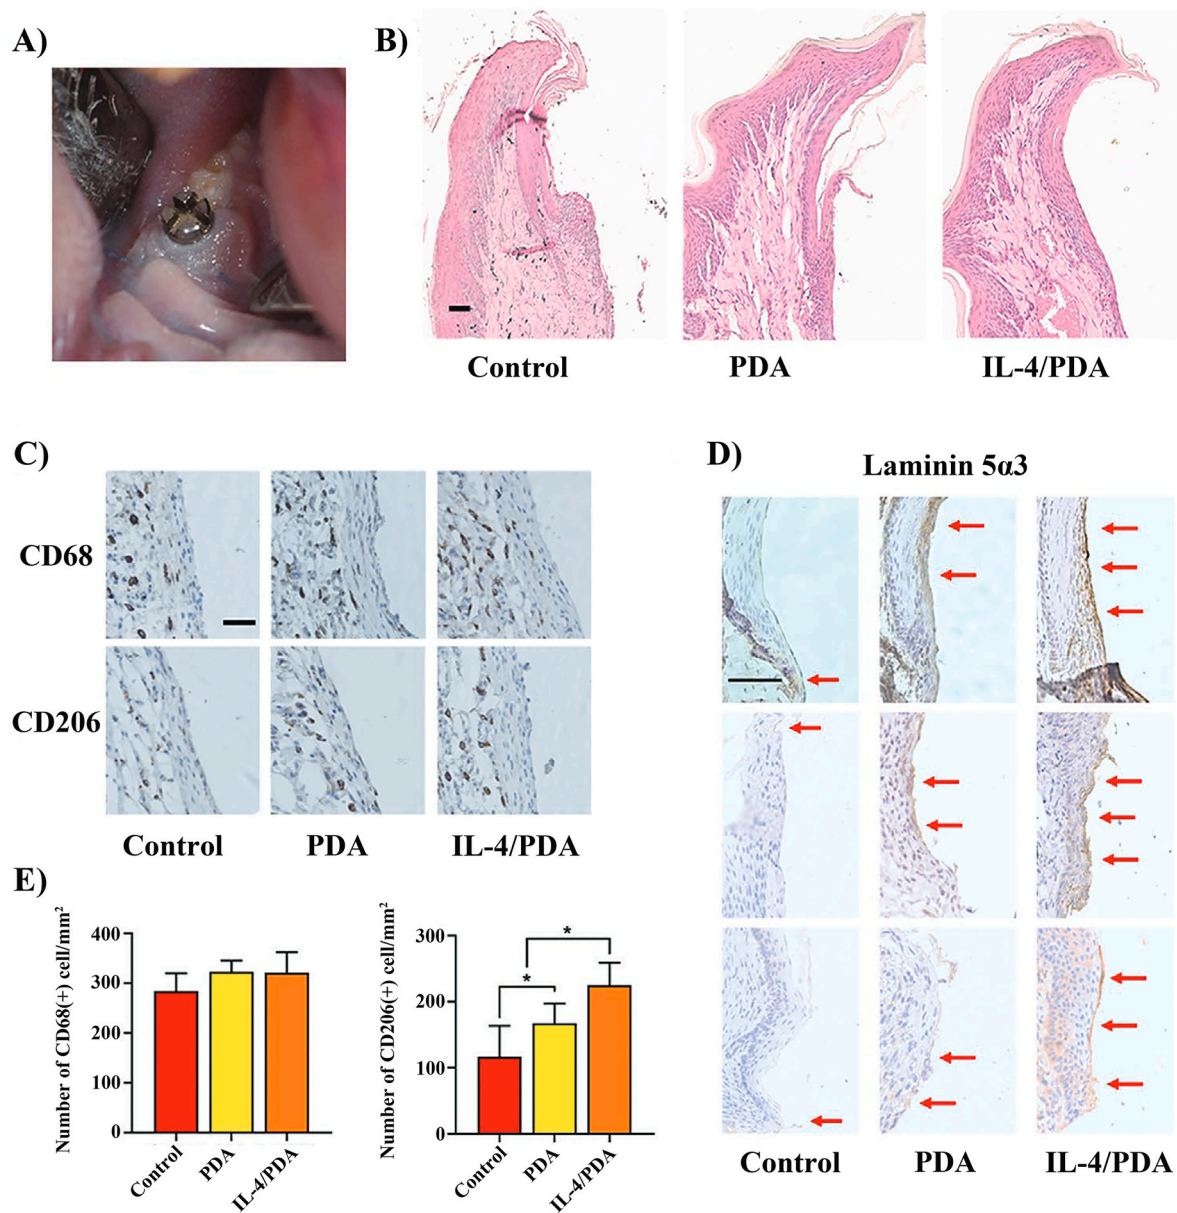 A)
B)
Control
PDA
IL-4/PDA
C)
CD68
CD206
Control
PDA
IL-4/PDA
D)
Laminin 5α3
Control
PDA
IL-4/PDA
E)
Number of CD68(+) cell/mm²
400
300
200
100
0
Control
PDA
IL-4/PDA
Number of CD206(+) cell/mm²
300
200
100
0
*
*
Control
PDA
IL-4/PDA